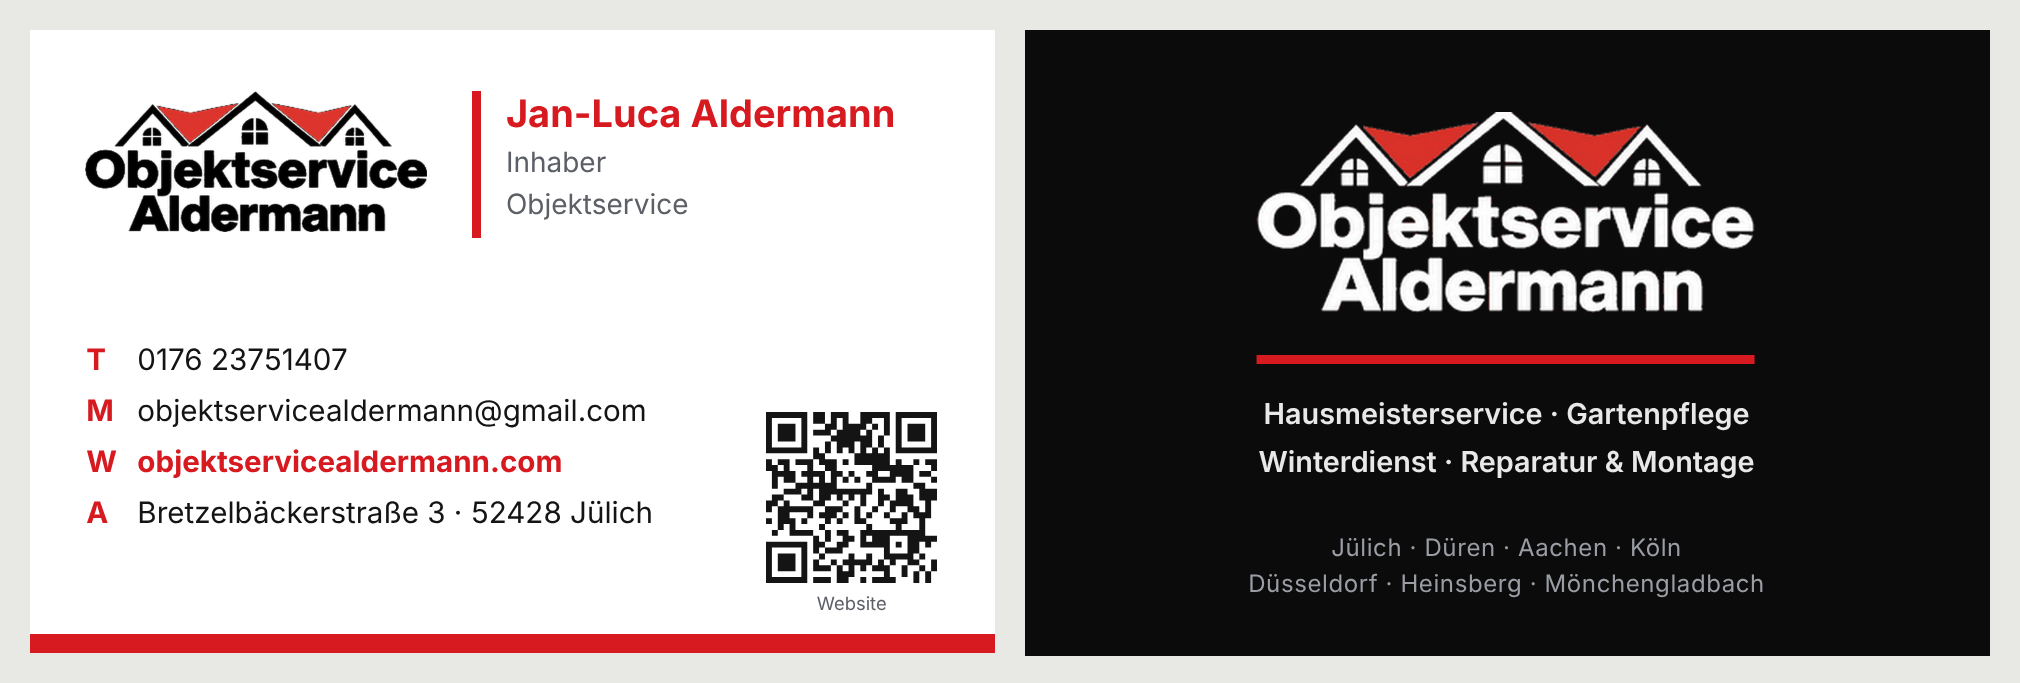 Objektservice
Aldermann
Jan-Luca Aldermann
Inhaber
Objektservice
T 0176 23751407
M objektservicealdermann@gmail.com
W objektservicealdermann.com
A Bretzelbäckerstraße 3 · 52428 Jülich
Website
Objektservice
Aldermann
Hausmeisterservice · Gartenpflege
Winterdienst · Reparatur & Montage
Jülich · Düren · Aachen · Köln
Düsseldorf · Heinsberg · Mönchengladbach